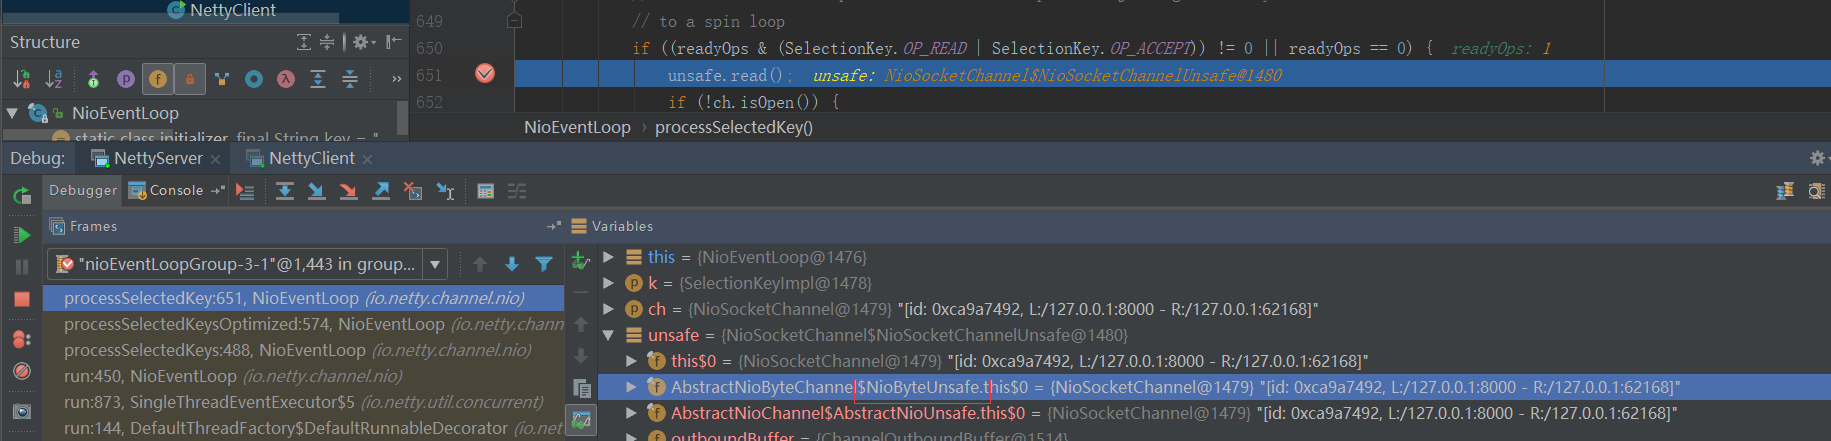 NettyClient
Structure
NioEventLoop
static class initializer final String key = "
649 // to a spin loop
650 if ((readyOps & (SelectionKey.OP_READ | SelectionKey.OP_ACCEPT)) != 0 || readyOps == 0) { readyOps: 1
651 unsafe.read(); unsafe: NioSocketChannel$NioSocketChannelUnsafe@1480
652 if (!ch.isOpen()) {
NioEventLoop › processSelectedKey()
Debug: NettyServer × NettyClient ×
Debugger Console
Frames
"nioEventLoopGroup-3-1"@1,443 in group...
processSelectedKey:651, NioEventLoop (io.netty.channel.nio)
processSelectedKeysOptimized:574, NioEventLoop (io.netty.chann
processSelectedKeys:488, NioEventLoop (io.netty.channel.nio)
run:450, NioEventLoop (io.netty.channel.nio)
run:873, SingleThreadEventExecutor$5 (io.netty.util.concurrent)
run:144, DefaultThreadFactory$DefaultRunnableDecorator (io.netty
Variables
this = {NioEventLoop@1476}
k = {SelectionKeyImpl@1478}
ch = {NioSocketChannel@1479} "[id: 0xca9a7492, L:/127.0.0.1:8000 - R:/127.0.0.1:62168]"
unsafe = {NioSocketChannel$NioSocketChannelUnsafe@1480}
this$0 = {NioSocketChannel@1479} "[id: 0xca9a7492, L:/127.0.0.1:8000 - R:/127.0.0.1:62168]"
AbstractNioByteChannel$NioByteUnsafe.this$0 = {NioSocketChannel@1479} "[id: 0xca9a7492, L:/127.0.0.1:8000 - R:/127.0.0.1:62168]"
AbstractNioChannel$AbstractNioUnsafe.this$0 = {NioSocketChannel@1479} "[id: 0xca9a7492, L:/127.0.0.1:8000 - R:/127.0.0.1:62168]"
outboundBuffer = {ChannelOutboundBuffer@1514}